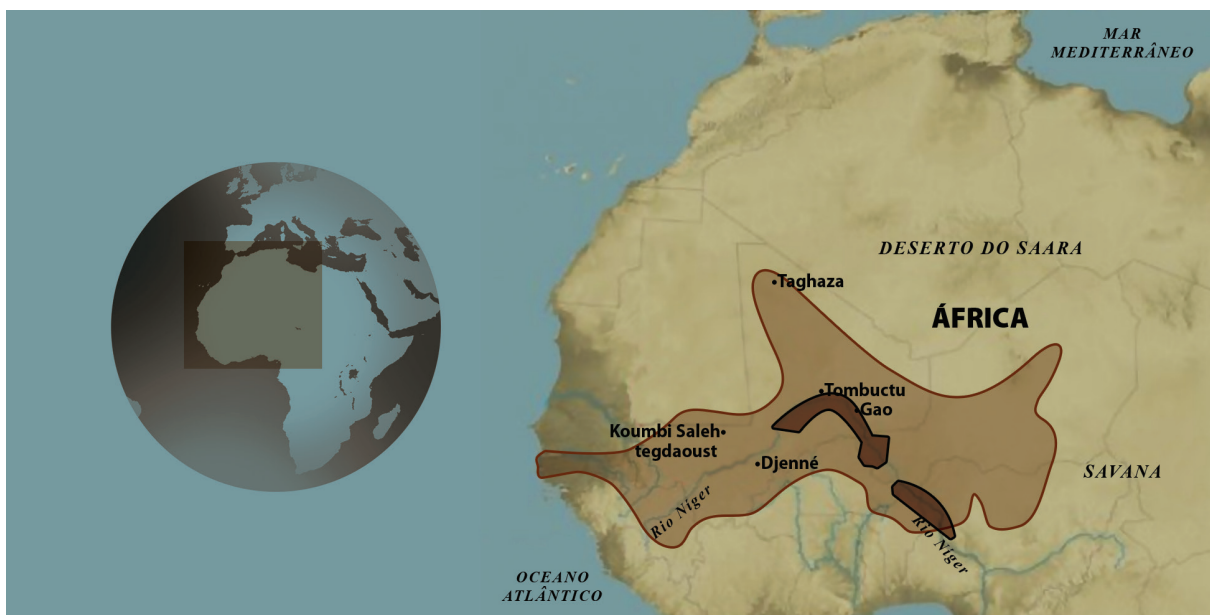 MAR
MEDITERRÂNEO
DESERTO DO SAARA
Taghaza
ÁFRICA
Tombuctu
Gao
Koumbi Saleh-
tegdaoust
Djenné
SAVANA
Rio Níger
Rio Níger
OCEANO
ATLÂNTICO